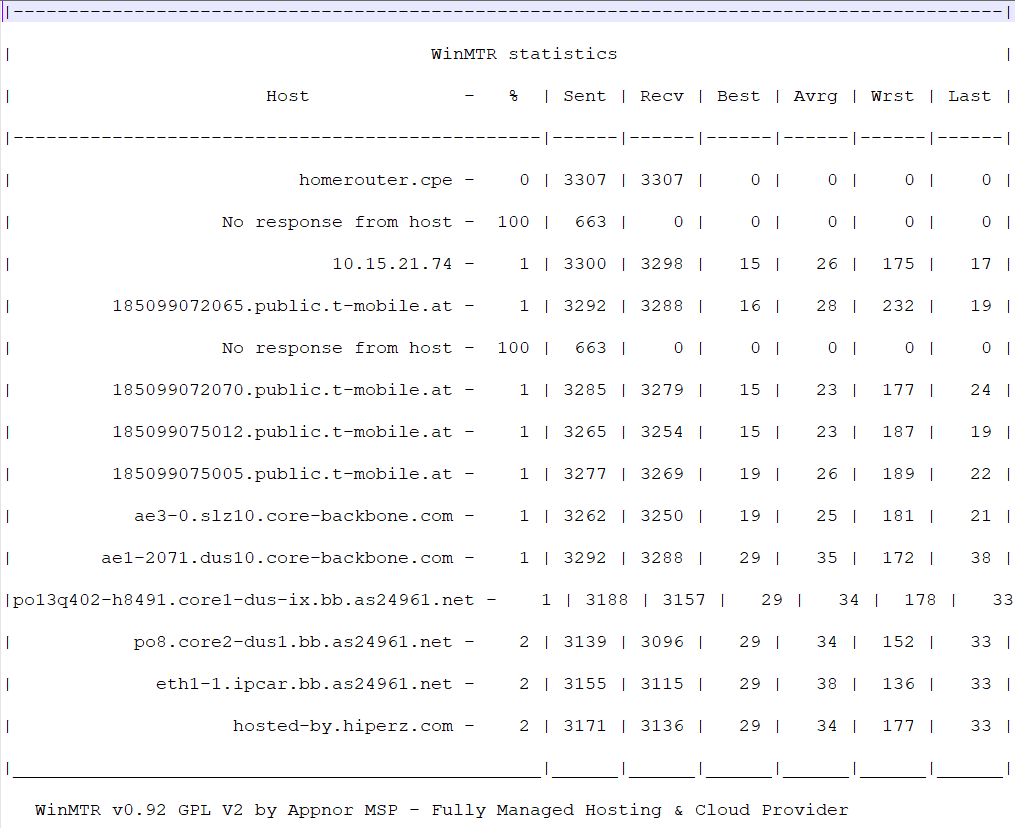 |------------------------------------------------------------------------------------------|
|                                      WinMTR statistics                                   |
|                       Host              -   %  | Sent | Recv | Best | Avrg | Wrst | Last |
|------------------------------------------------|------|------|------|------|------|------|
|                          homerouter.cpe -    0 | 3307 | 3307 |    0 |    0 |    0 |    0 |
|                   No response from host -  100 |  663 |    0 |    0 |    0 |    0 |    0 |
|                             10.15.21.74 -    1 | 3300 | 3298 |   15 |   26 |  175 |   17 |
|         185099072065.public.t-mobile.at -    1 | 3292 | 3288 |   16 |   28 |  232 |   19 |
|                   No response from host -  100 |  663 |    0 |    0 |    0 |    0 |    0 |
|         185099072070.public.t-mobile.at -    1 | 3285 | 3279 |   15 |   23 |  177 |   24 |
|         185099075012.public.t-mobile.at -    1 | 3265 | 3254 |   15 |   23 |  187 |   19 |
|         185099075005.public.t-mobile.at -    1 | 3277 | 3269 |   19 |   26 |  189 |   22 |
|           ae3-0.slz10.core-backbone.com -    1 | 3262 | 3250 |   19 |   25 |  181 |   21 |
|        ae1-2071.dus10.core-backbone.com -    1 | 3292 | 3288 |   29 |   35 |  172 |   38 |
|po13q402-h8491.core1-dus-ix.bb.as24961.net -    1 | 3188 | 3157 |   29 |   34 |  178 |   33
|           po8.core2-dus1.bb.as24961.net -    2 | 3139 | 3096 |   29 |   34 |  152 |   33 |
|             eth1-1.ipcar.bb.as24961.net -    2 | 3155 | 3115 |   29 |   38 |  136 |   33 |
|                    hosted-by.hiperz.com -    2 | 3171 | 3136 |   29 |   34 |  177 |   33 |
|________________________________________________|______|______|______|______|______|______|
WinMTR v0.92 GPL V2 by Appnor MSP - Fully Managed Hosting & Cloud Provider